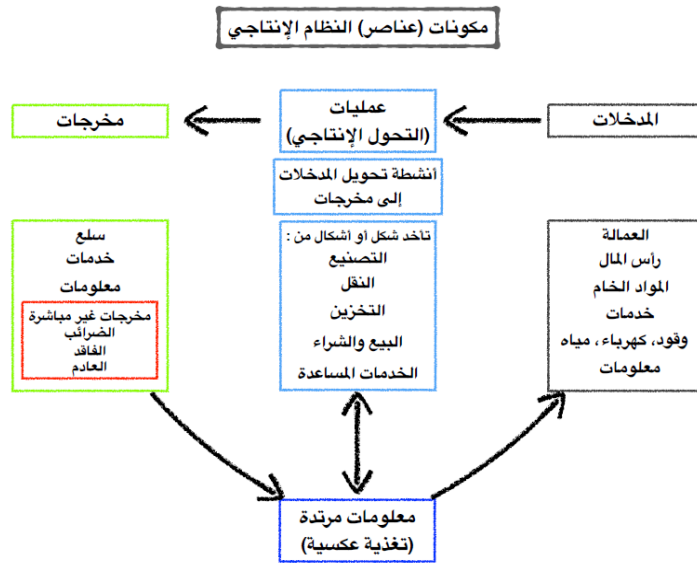 مكونات (عناصر) النظام الإنتاجي
المدخلات
عمليات
(التحول الإنتاجي)
مخرجات
أنشطة تحويل المدخلات
إلى مخرجات
العمالة
رأس المال
المواد الخام
خدمات
وقود، كهرباء ، مياه
معلومات
تأخد شكل أو أشكال من :
التصنيع
النقل
التخزين
البيع والشراء
الخدمات المساعدة
سلع
خدمات
معلومات
مخرجات غير مباشرة
الضرائب
الفاقد
العادم
معلومات مرتدة
(تغذية عكسية)